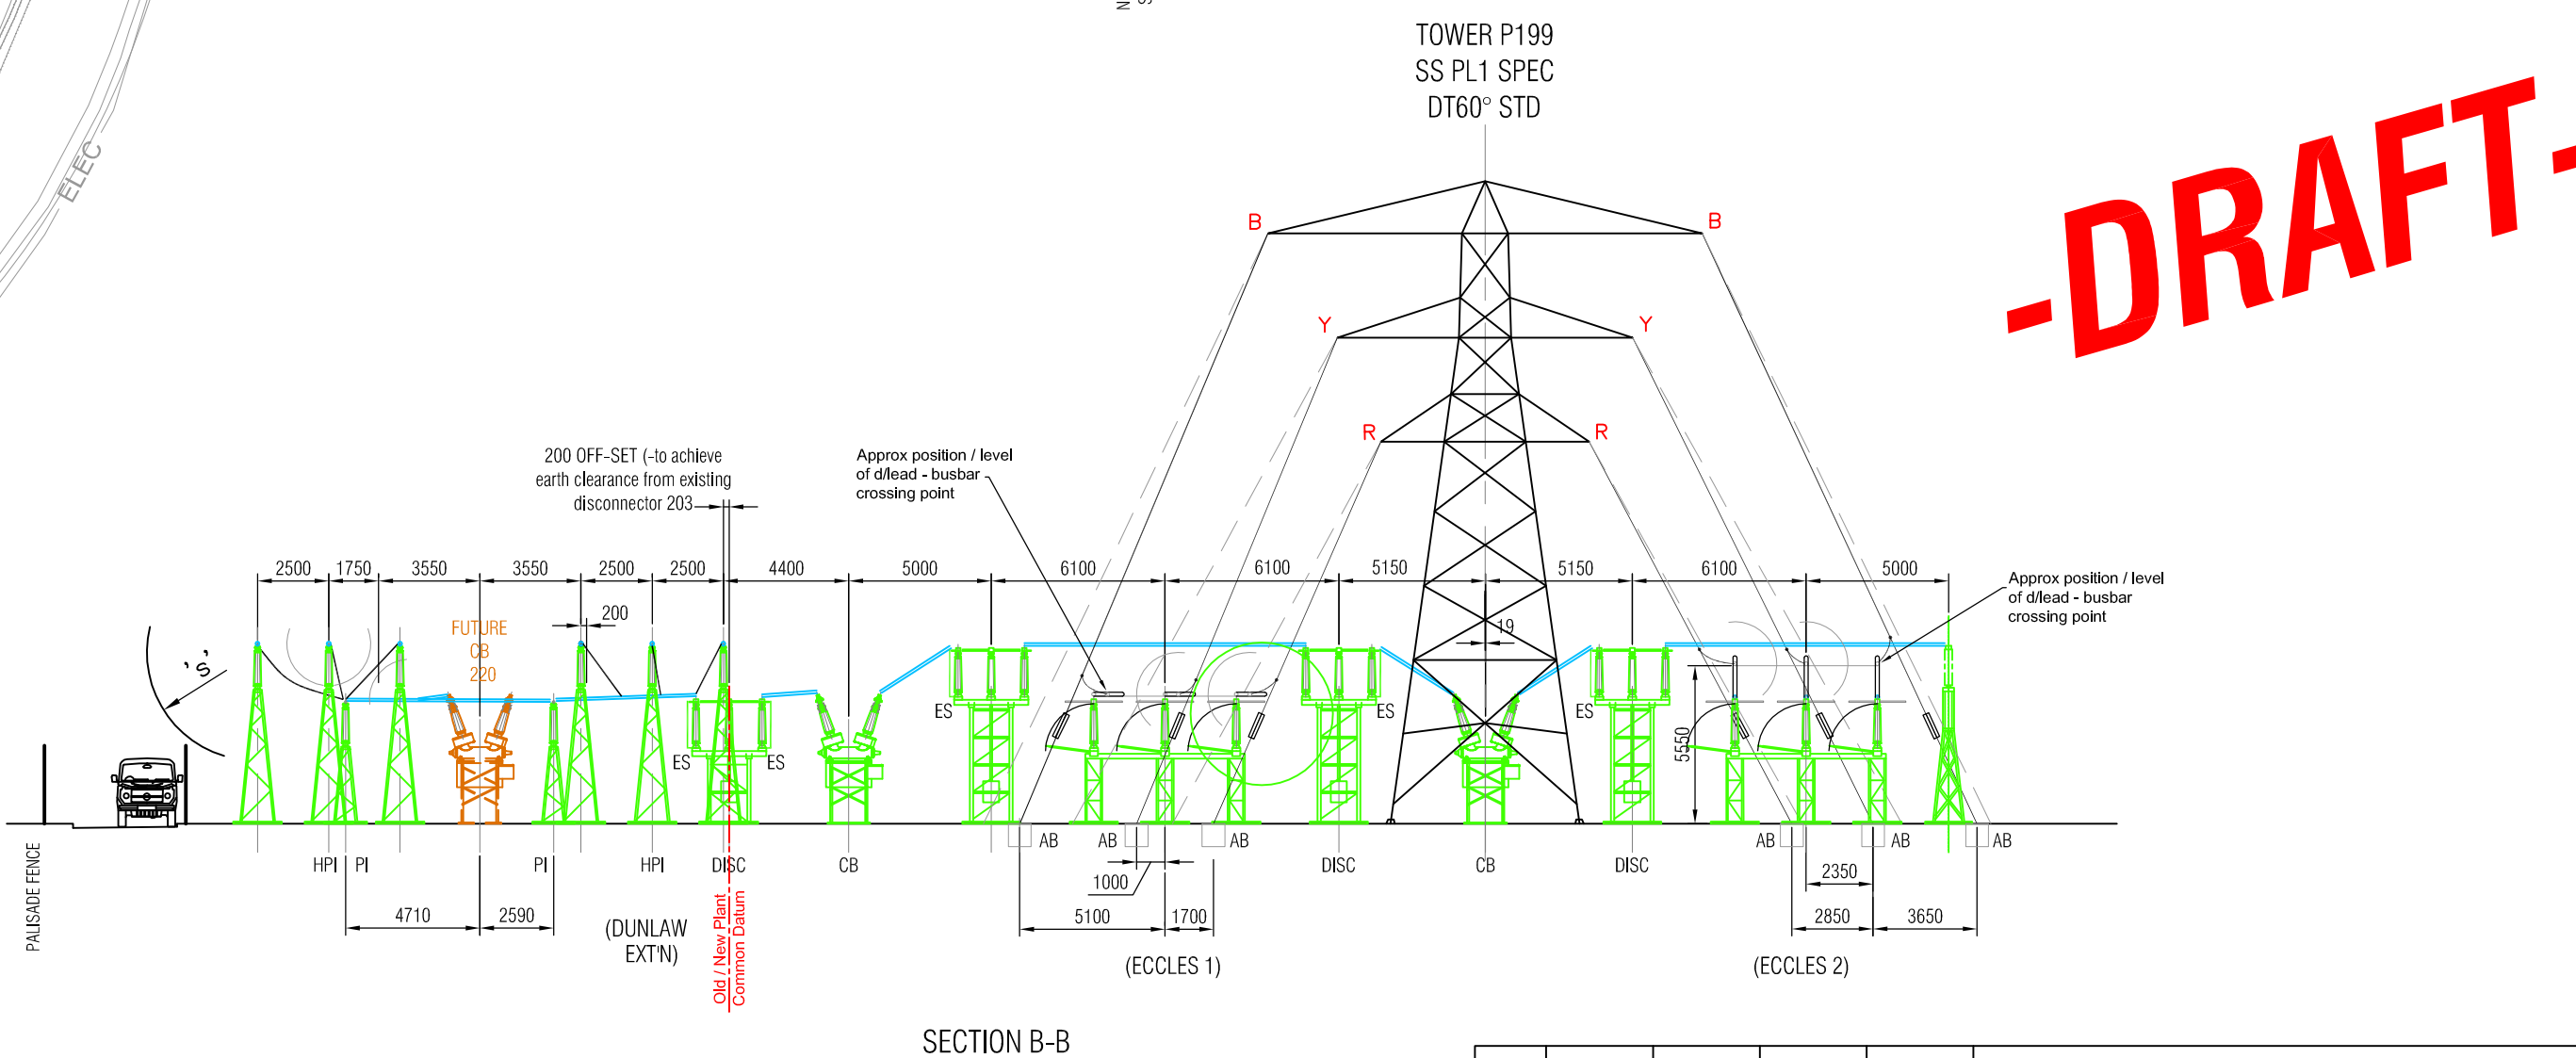 TOWER P199
SS PL1 SPEC
DT60° STD
-DRAFT-
ELEC
B
B
Y
Y
R
R
200 OFF-SET (-to achieve
earth clearance from existing
disconnector 203
Approx position / level
of d/lead - busbar
crossing point
2500
1750
3550
3550
2500
2500
4400
5000
6100
6100
5150
5150
6100
5000
Approx position / level
of d/lead - busbar
crossing point
's'
FUTURE
CB
220
200
19
ES
ES
ES
ES
ES
5550
PALISADE FENCE
HPI
PI
PI
HPI
DISC
CB
AB
AB
AB
DISC
CB
DISC
AB
AB
AB
1000
2350
4710
2590
5100
1700
2850
3650
(DUNLAW
EXT'N)
Old / New Plant
Common Datum
(ECCLES 1)
(ECCLES 2)
SECTION B-B